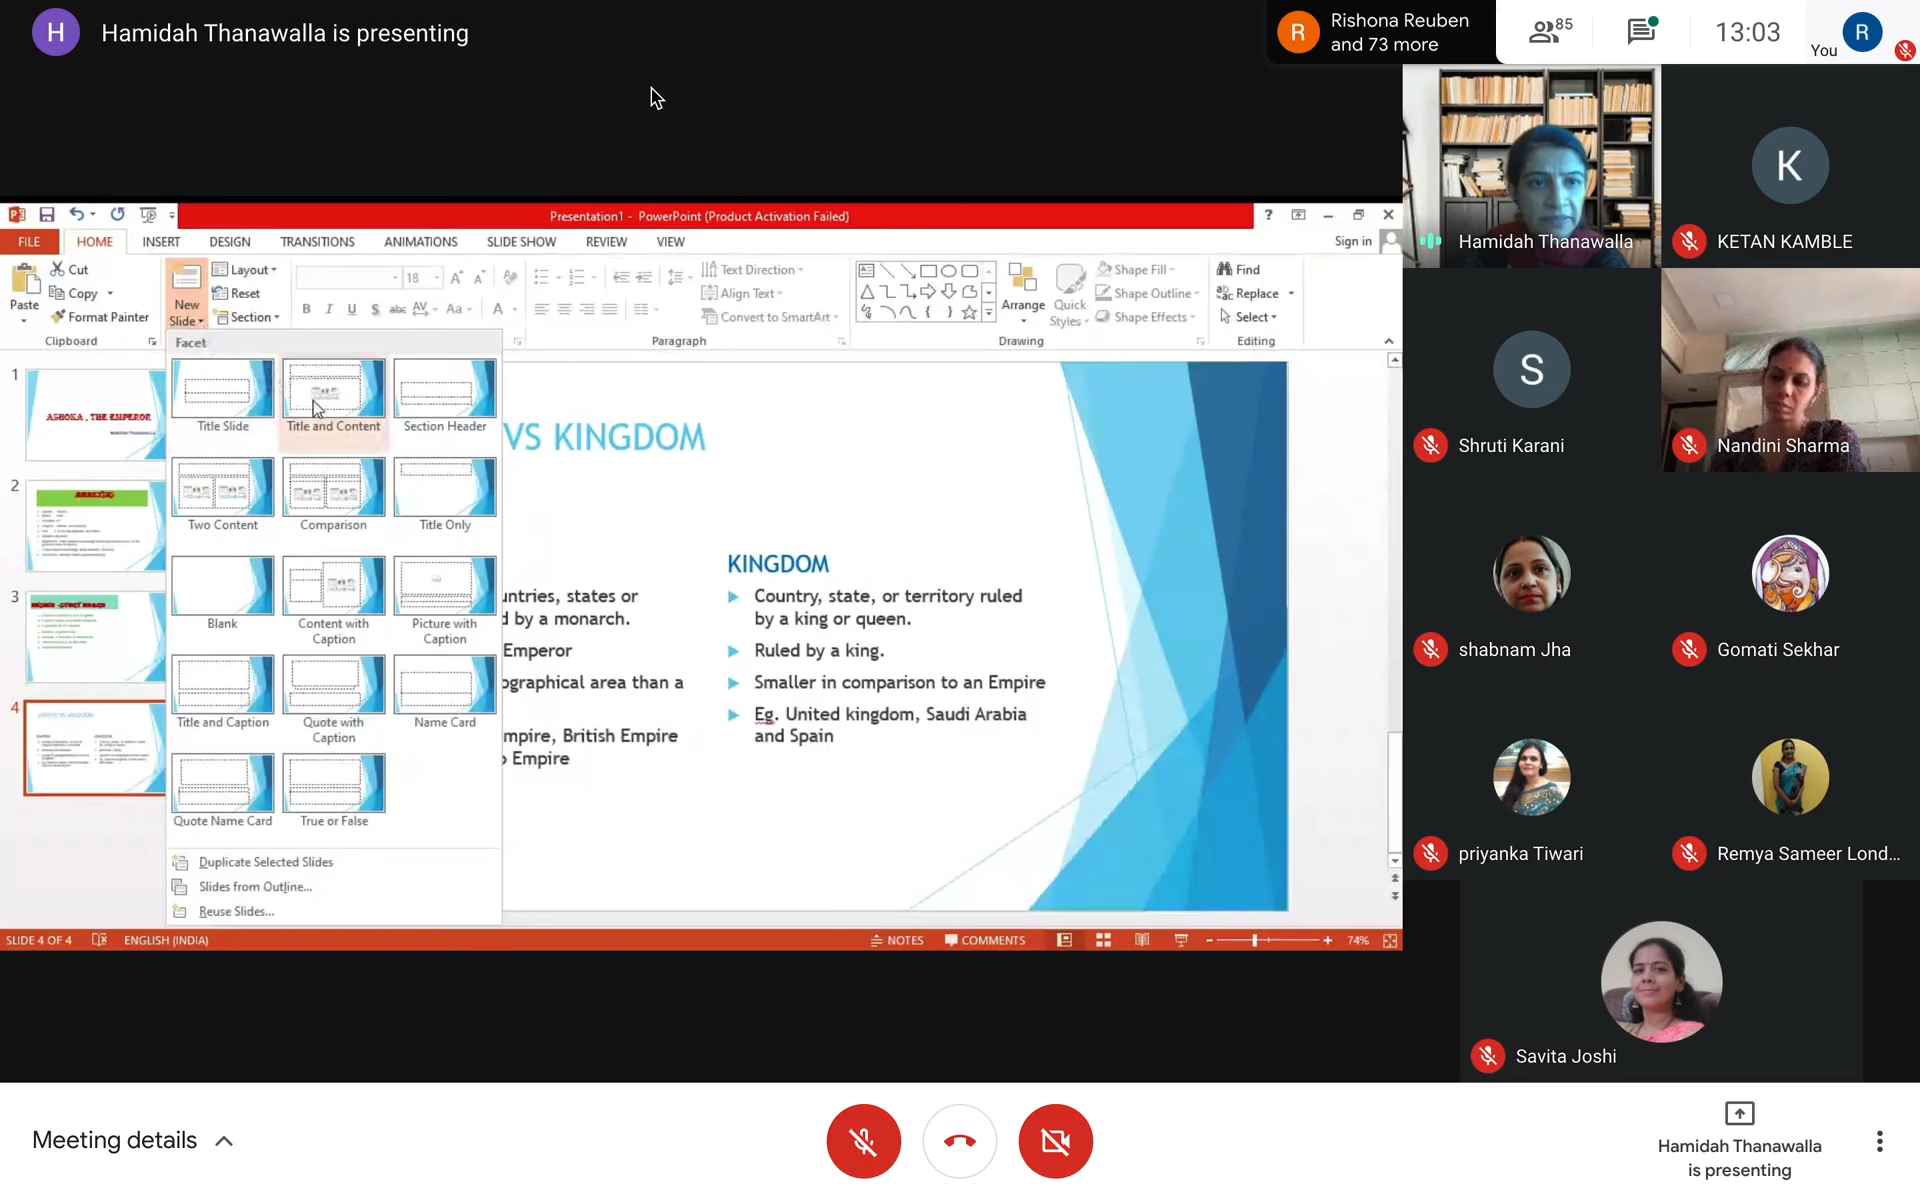 H
Hamidah Thanawalla is presenting
R
Rishona Reuben
and 73 more
85
13:03
You
R
Presentation1 - PowerPoint (Product Activation Failed)
?
FILE
HOME
INSERT
DESIGN
TRANSITIONS
ANIMATIONS
SLIDE SHOW
REVIEW
VIEW
Sign in
Paste
Cut
Copy
Format Painter
Clipboard
New
Slide
Layout
Reset
Section
18
B I U S abc AV Aa A
Text Direction
Align Text
Convert to SmartArt
Paragraph
Arrange
Quick
Styles
Shape Fill
Shape Outline
Shape Effects
Drawing
Find
Replace
Select
Editing
Facet
Title Slide
Title and Content
Section Header
Two Content
Comparison
Title Only
Blank
Content with
Caption
Picture with
Caption
Title and Caption
Quote with
Caption
Name Card
Quote Name Card
True or False
Duplicate Selected Slides
Slides from Outline...
Reuse Slides...
1
ASHOKA , THE EMPEROR
Hamidah Thanawalla
2
3
4
VS KINGDOM
untries, states or
d by a monarch.
Emperor
ographical area than a
mpire, British Empire
o Empire
KINGDOM
Country, state, or territory ruled
by a king or queen.
Ruled by a king.
Smaller in comparison to an Empire
Eg. United kingdom, Saudi Arabia
and Spain
SLIDE 4 OF 4
ENGLISH (INDIA)
NOTES
COMMENTS
74%
Hamidah Thanawalla
K
KETAN KAMBLE
S
Shruti Karani
Nandini Sharma
shabnam Jha
Gomati Sekhar
priyanka Tiwari
Remya Sameer Lond...
Savita Joshi
Meeting details
Hamidah Thanawalla
is presenting